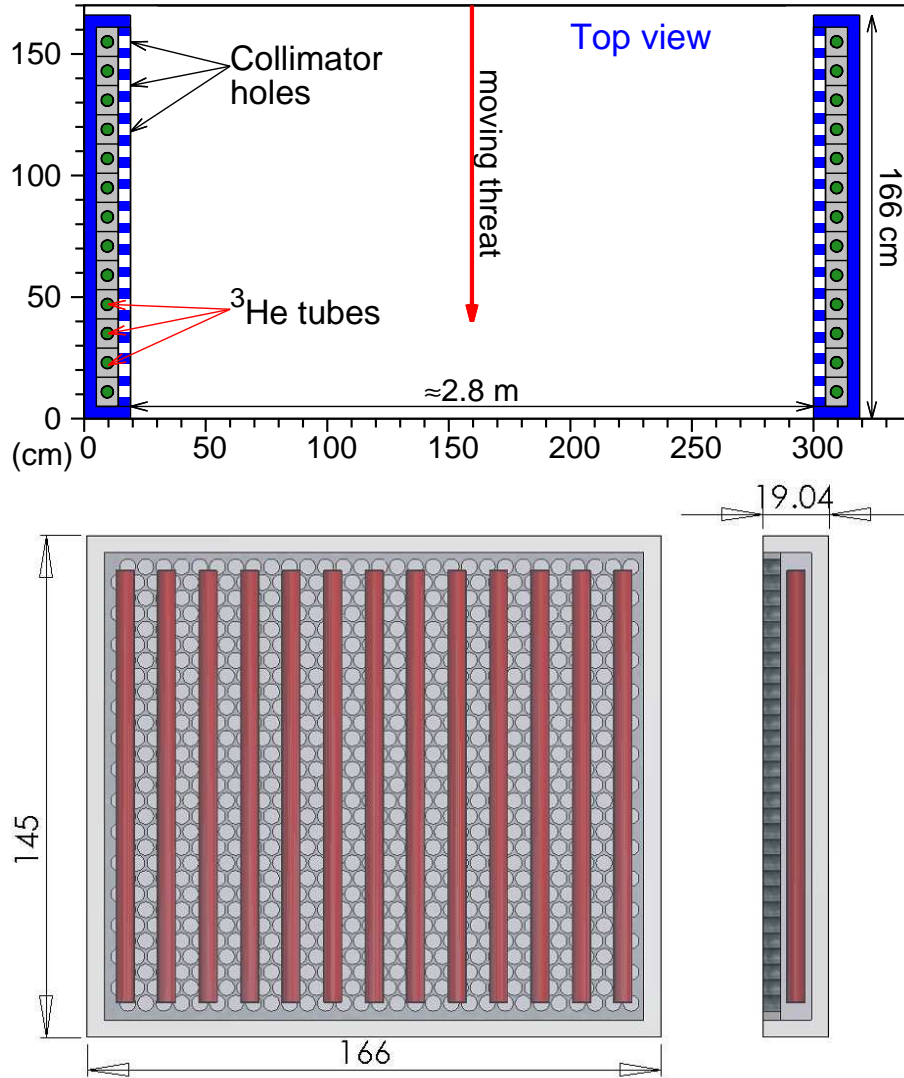 Top view
150
Collimator
holes
moving threat
100
166 cm
50
³He tubes
≈2.8 m
0
(cm) 0 50 100 150 200 250 300
19.04
145
166